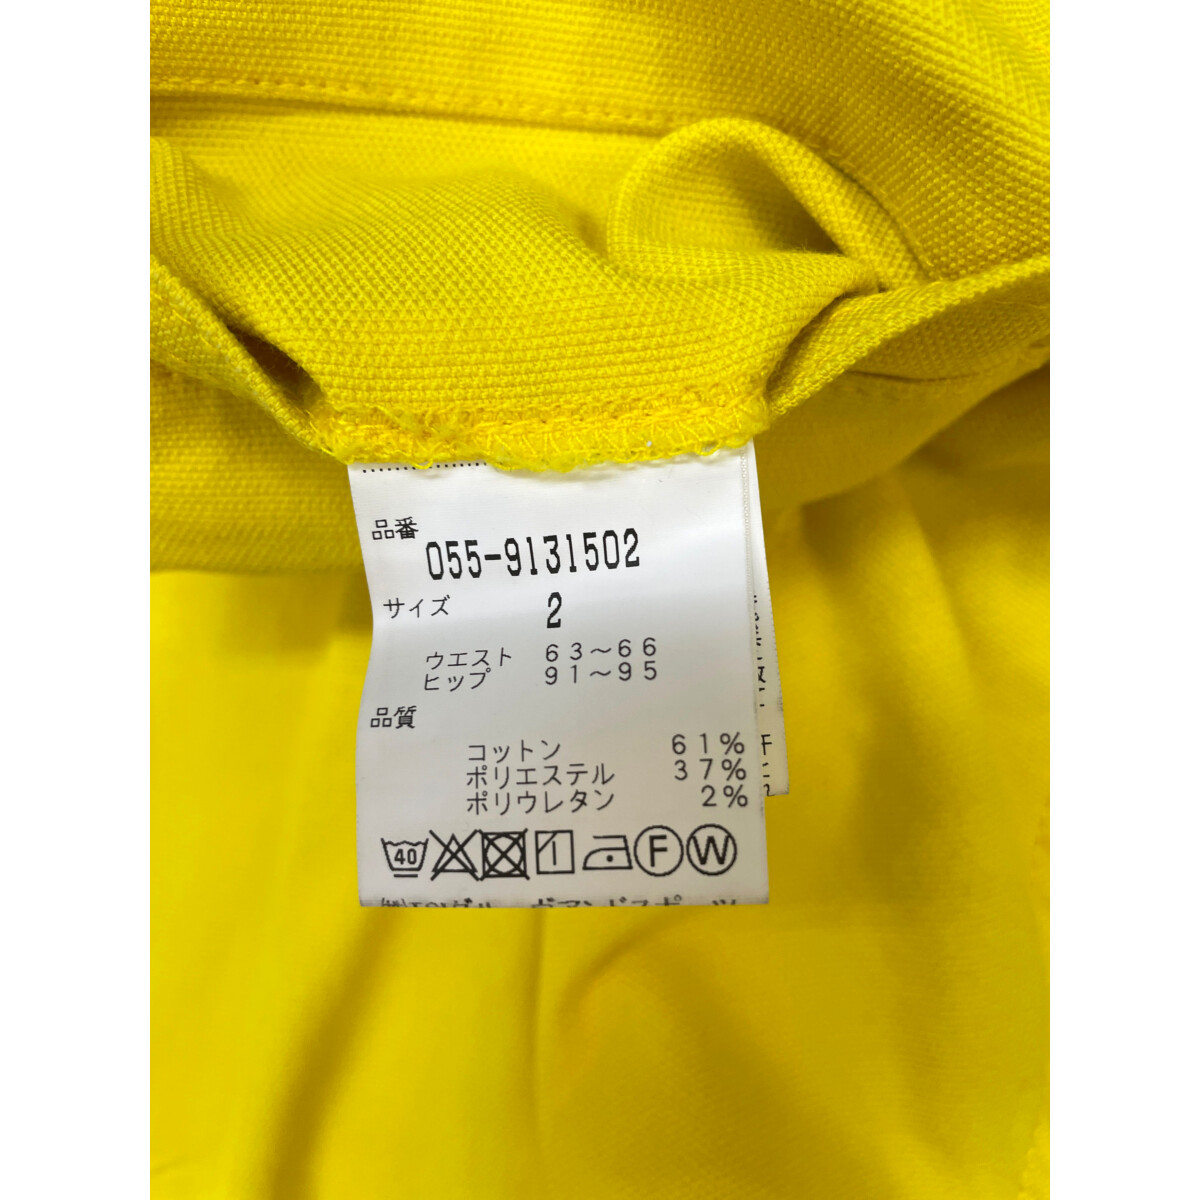 品番
055-9131502
サイズ 2
ウエスト 63～66
ヒップ 91～95
品質
コットン 61%
ポリエステル 37%
ポリウレタン 2%
40 F W